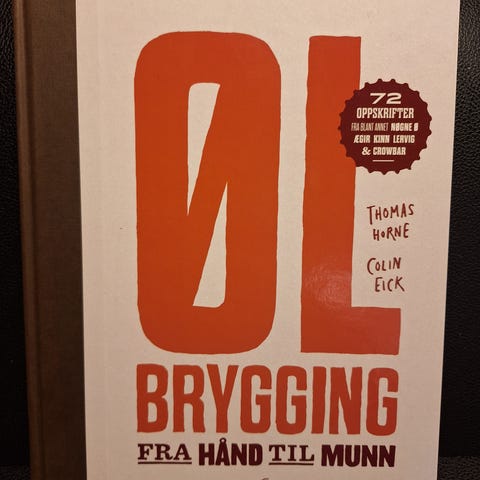 ØL
72
OPPSKRIFTER
FRA BLANT ANNET NØGNE Ø
ÆGIR KINN LERVIG
& CROWBAR
THOMAS
HORNE
COLIN
EICK
BRYGGING
FRA HÅND TIL MUNN